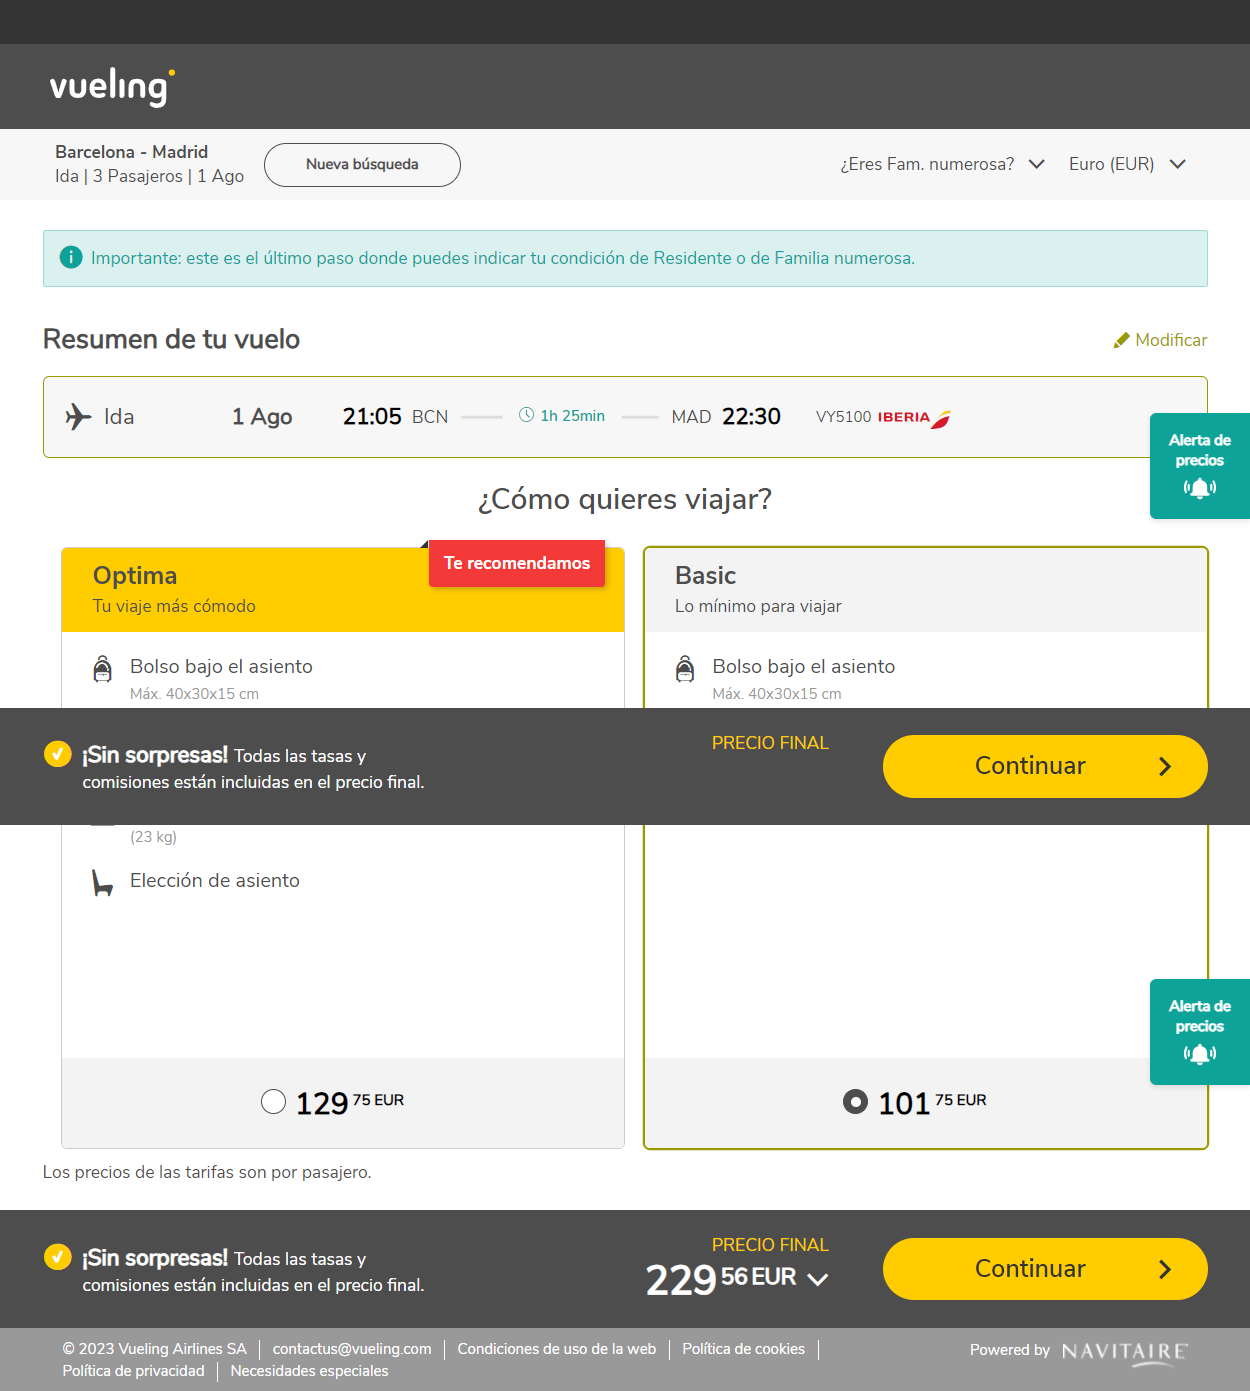 vueling
Barcelona - Madrid
Ida | 3 Pasajeros | 1 Ago
Nueva búsqueda
¿Eres Fam. numerosa?
Euro (EUR)
Importante: este es el último paso donde puedes indicar tu condición de Residente o de Familia numerosa.
Resumen de tu vuelo
Modificar
Ida 1 Ago 21:05 BCN 1h 25min MAD 22:30 VY5100 IBERIA
Alerta de
precios
¿Cómo quieres viajar?
Te recomendamos
Optima
Tu viaje más cómodo
Bolso bajo el asiento
Máx. 40x30x15 cm
Basic
Lo mínimo para viajar
Bolso bajo el asiento
Máx. 40x30x15 cm
¡Sin sorpresas! Todas las tasas y
comisiones están incluidas en el precio final.
PRECIO FINAL
Continuar
(23 kg)
Elección de asiento
Alerta de
precios
129 75 EUR
101 75 EUR
Los precios de las tarifas son por pasajero.
¡Sin sorpresas! Todas las tasas y
comisiones están incluidas en el precio final.
PRECIO FINAL
229 56 EUR
Continuar
© 2023 Vueling Airlines SA | contactus@vueling.com | Condiciones de uso de la web | Política de cookies |
Política de privacidad | Necesidades especiales
Powered by NAVITAIRE